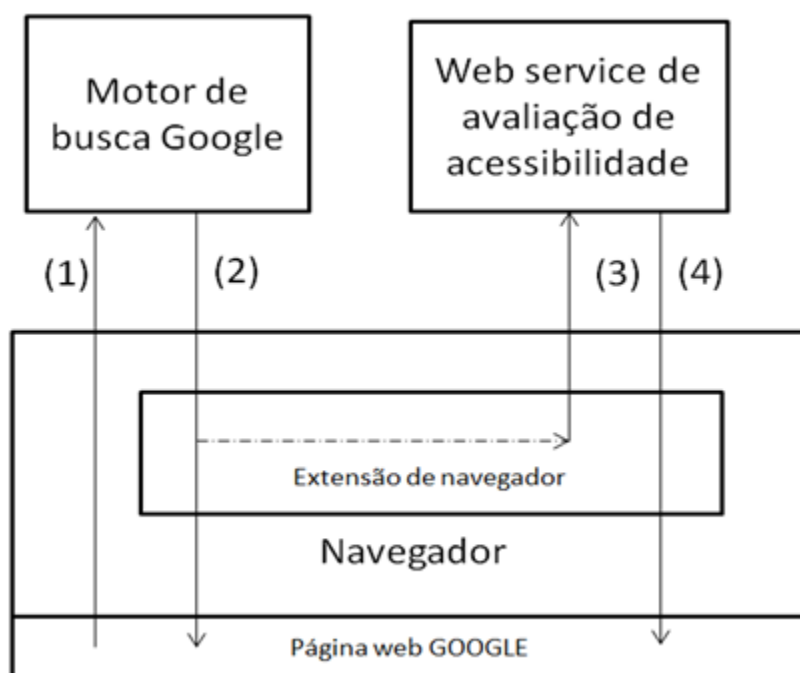 Motor de
busca Google
Web service de
avaliação de
acessibilidade
(1)
(2)
(3)
(4)
Extensão de navegador
Navegador
Página web GOOGLE